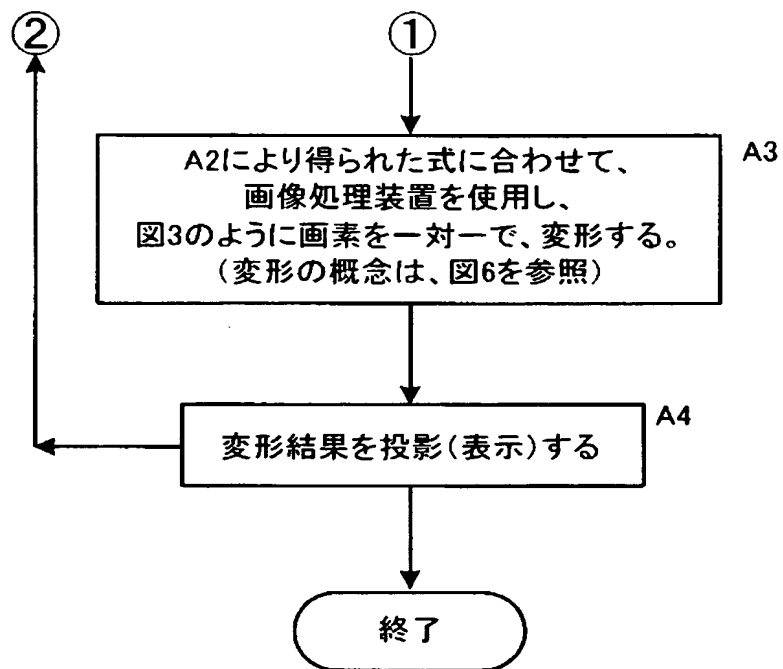 ② ①
A3
A2により得られた式に合わせて、
画像処理装置を使用し、
図3のように画素を一対一で、変形する。
(変形の概念は、図6を参照)
A4
変形結果を投影(表示)する
終了